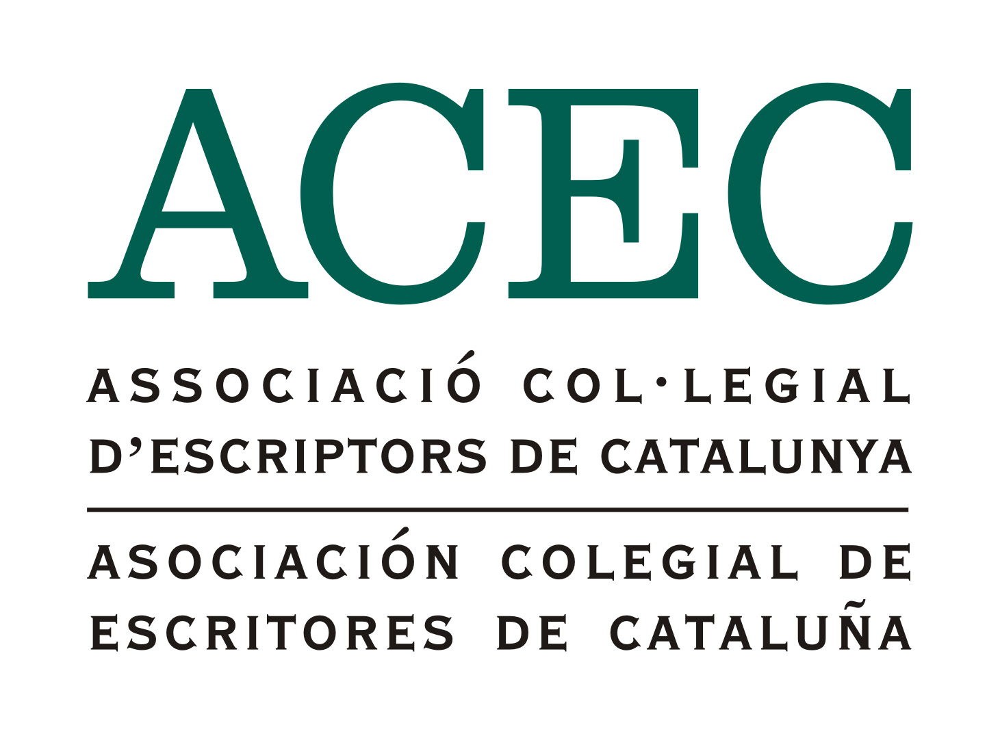 ACEC
ASSOCIACIÓ COL·LEGIAL
D’ESCRIPTORS DE CATALUNYA
ASOCIACIÓN COLEGIAL DE
ESCRITORES DE CATALUÑA